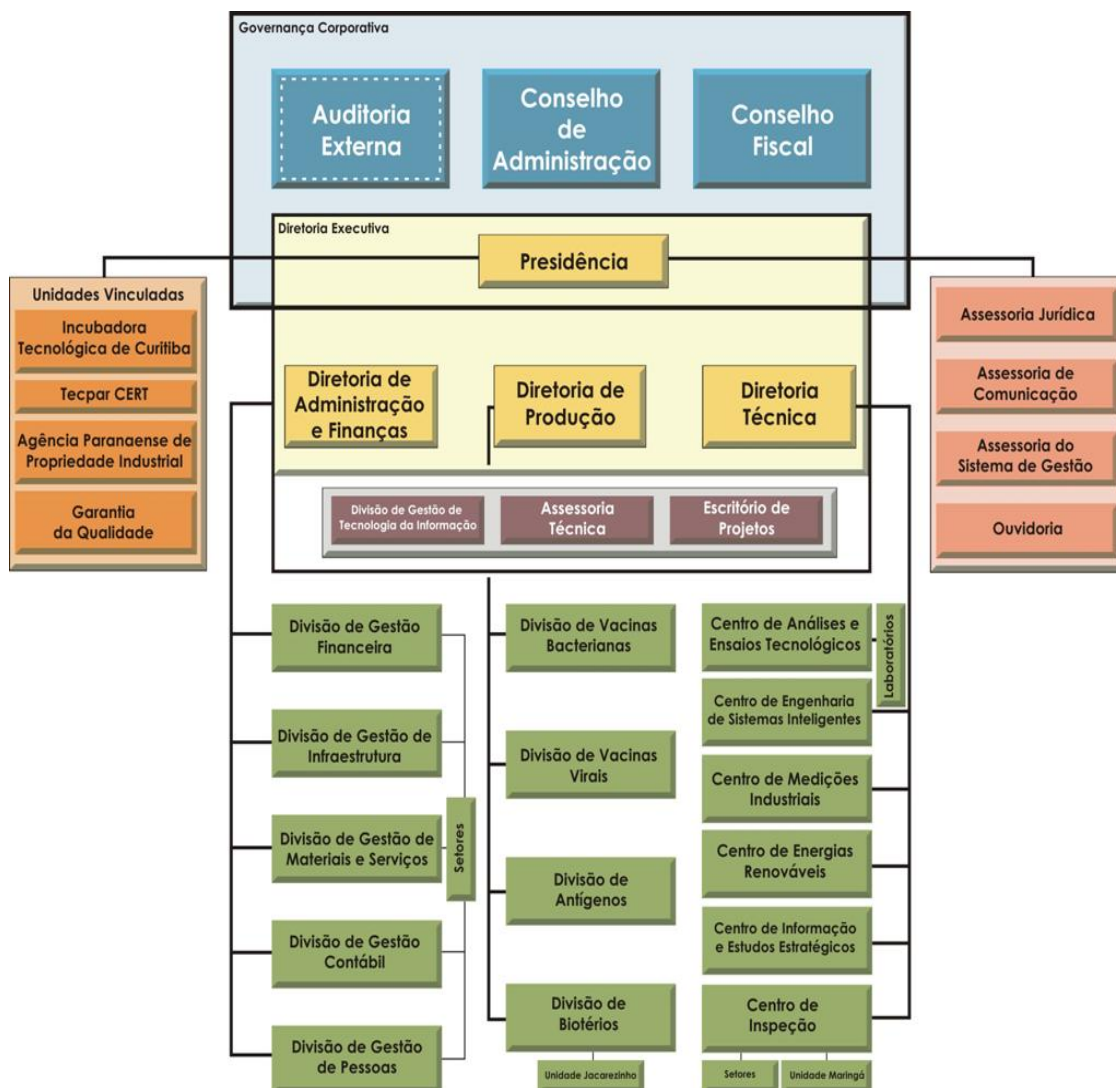 Governança Corporativa
Auditoria
Externa
Conselho
de
Administração
Conselho
Fiscal
Diretoria Executiva
Presidência
Unidades Vinculadas
Incubadora
Tecnológica de Curitiba
Tecpar CERT
Agência Paranaense de
Propriedade Industrial
Garantia
da Qualidade
Assessoria Jurídica
Assessoria de
Comunicação
Assessoria do
Sistema de Gestão
Ouvidoria
Diretoria de
Administração
e Finanças
Diretoria de
Produção
Diretoria
Técnica
Divisão de Gestão de
Tecnologia da Informação
Assessoria
Técnica
Escritório de
Projetos
Divisão de Gestão
Financeira
Divisão de Gestão de
Infraestrutura
Divisão de Gestão de
Materiais e Serviços
Divisão de Gestão
Contábil
Divisão de Gestão
de Pessoas
Setores
Divisão de Vacinas
Bacterianas
Divisão de Vacinas
Virais
Divisão de
Antígenos
Divisão de
Biotérios
Unidade Jacarezinho
Centro de Análises e
Ensaios Tecnológicos
Laboratórios
Centro de Engenharia
de Sistemas Inteligentes
Centro de Medições
Industriais
Centro de Energias
Renováveis
Centro de Informação
e Estudos Estratégicos
Centro de
Inspeção
Setores
Unidade Maringá